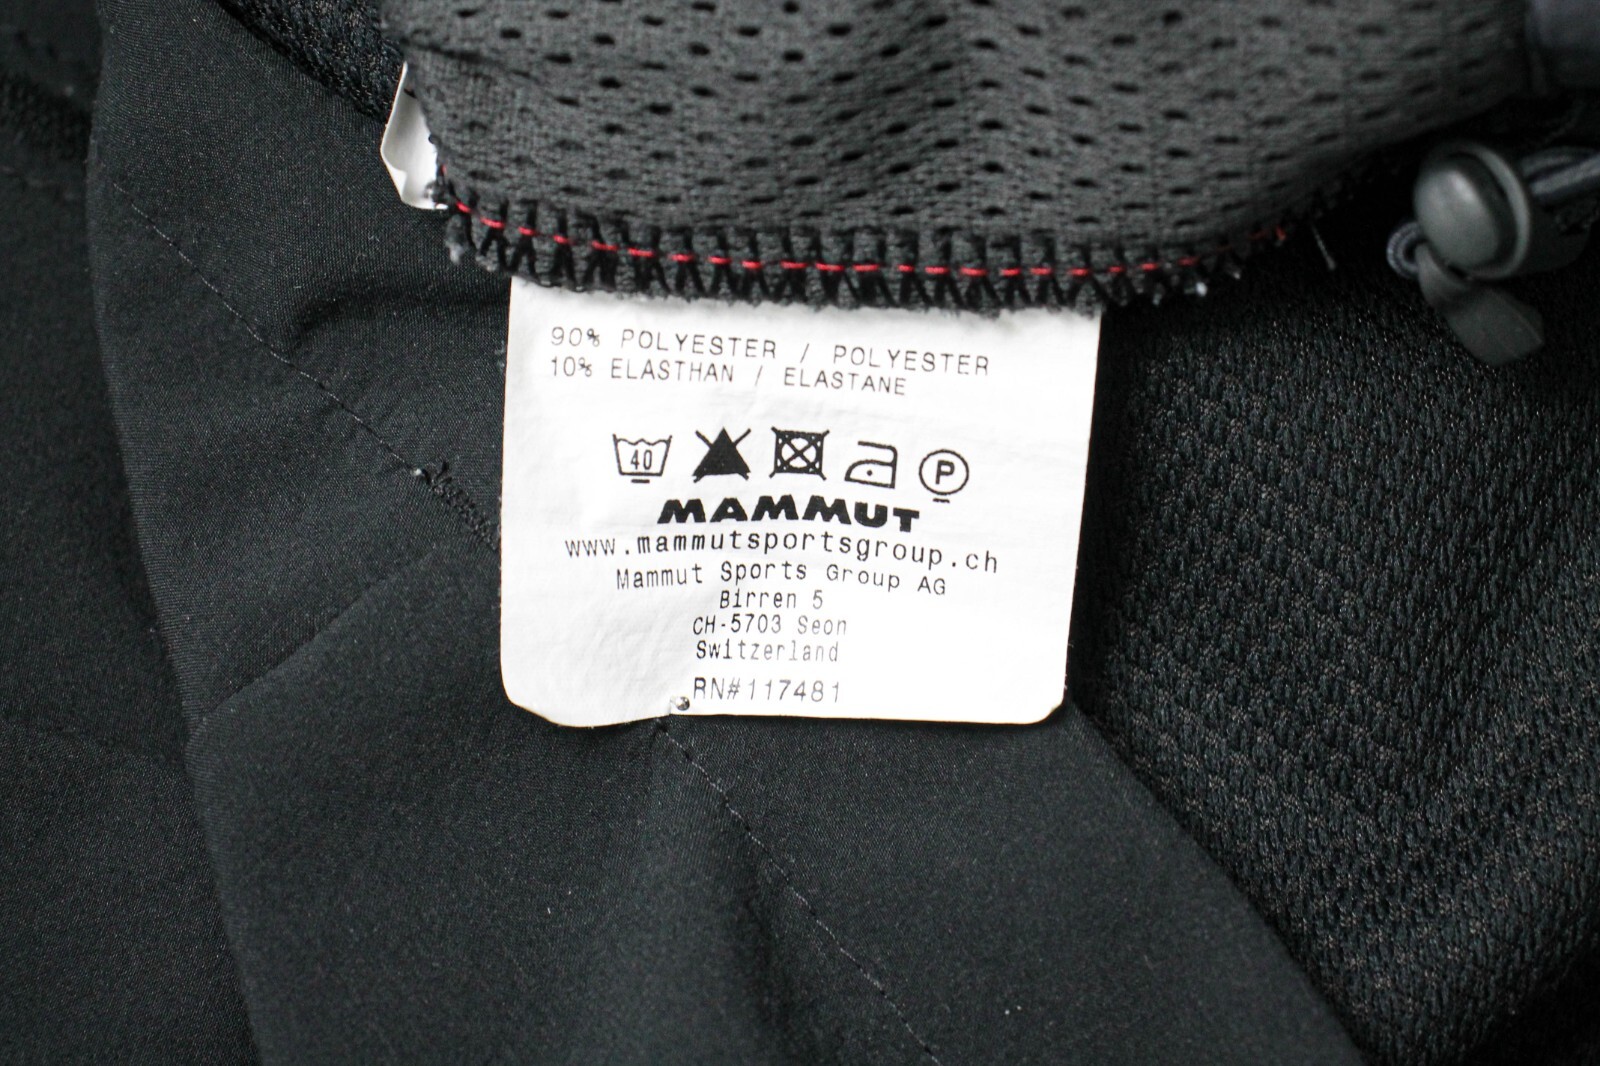 90% POLYESTER / POLYESTER
10% ELASTHAN / ELASTANE
40 P
MAMMUT
www.mammutsportsgroup.ch
Mammut Sports Group AG
Birren 5
CH-5703 Seon
Switzerland
RN#117481